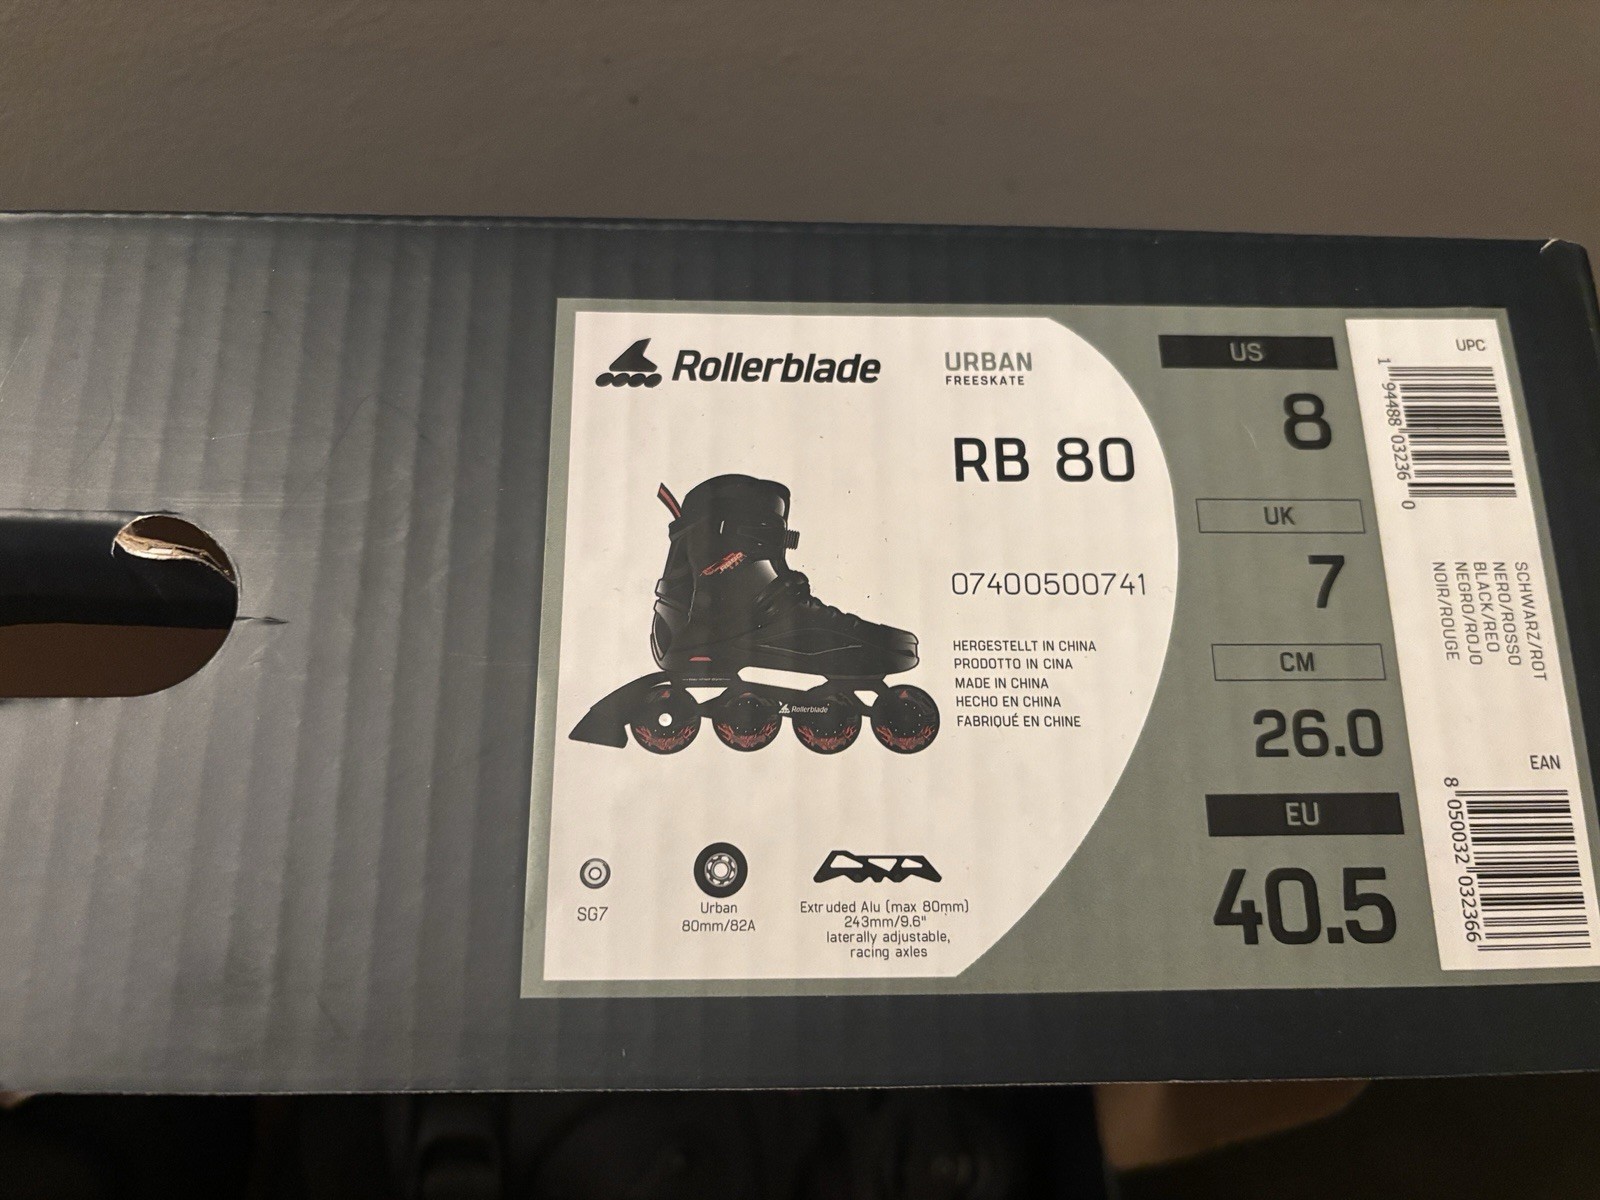 Rollerblade
URBAN
FREESKATE
RB 80
07400500741
HERGESTELLT IN CHINA
PRODOTTO IN CINA
MADE IN CHINA
HECHO EN CHINA
FABRIQUÉ EN CHINE
Rollerblade
SG7
Urban
80mm/82A
Extruded Alu (max 80mm)
243mm/9.6"
laterally adjustable,
racing axles
US
8
UK
7
CM
26.0
EU
40.5
UPC
1 94488 03236 0
SCHWARZ/ROT
NERO/ROSSO
BLACK/RED
NEGRO/ROJO
NOIR/ROUGE
EAN
8 050032 032366